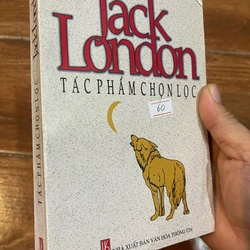 Jack
London
TÁC PHẨM CHỌN LỌC
60
NHÀ XUẤT BẢN VĂN HÓA THÔNG TIN
TÁC PHẨM CHỌN LỌC